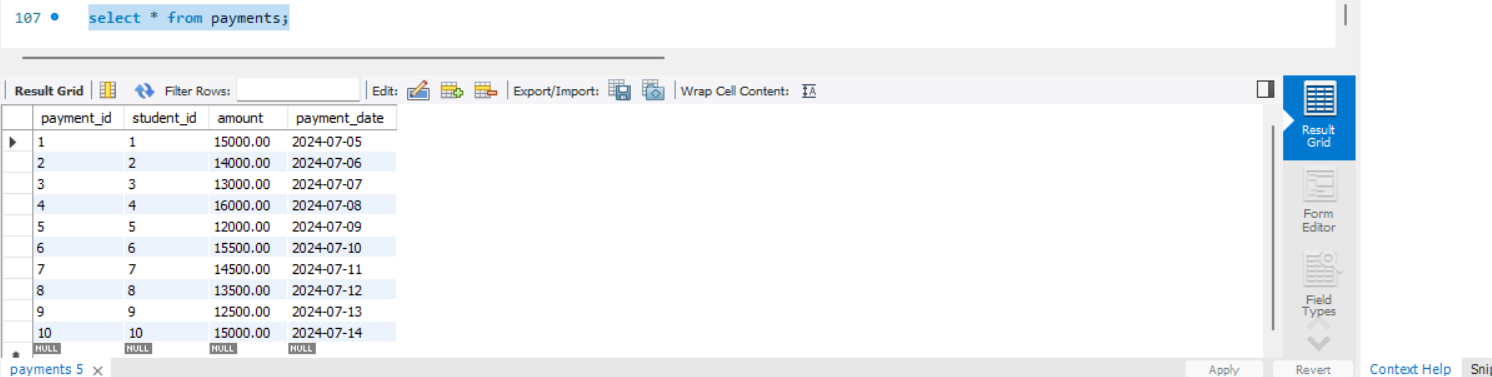 107 select * from payments;
Result Grid Filter Rows: Edit: Export/Import: Wrap Cell Content:
payment_id student_id amount payment_date
1 1 15000.00 2024-07-05
2 2 14000.00 2024-07-06
3 3 13000.00 2024-07-07
4 4 16000.00 2024-07-08
5 5 12000.00 2024-07-09
6 6 15500.00 2024-07-10
7 7 14500.00 2024-07-11
8 8 13500.00 2024-07-12
9 9 12500.00 2024-07-13
10 10 15000.00 2024-07-14
NULL NULL NULL NULL
Result
Grid
Form
Editor
Field
Types
payments 5 Apply Revert Context Help Snip